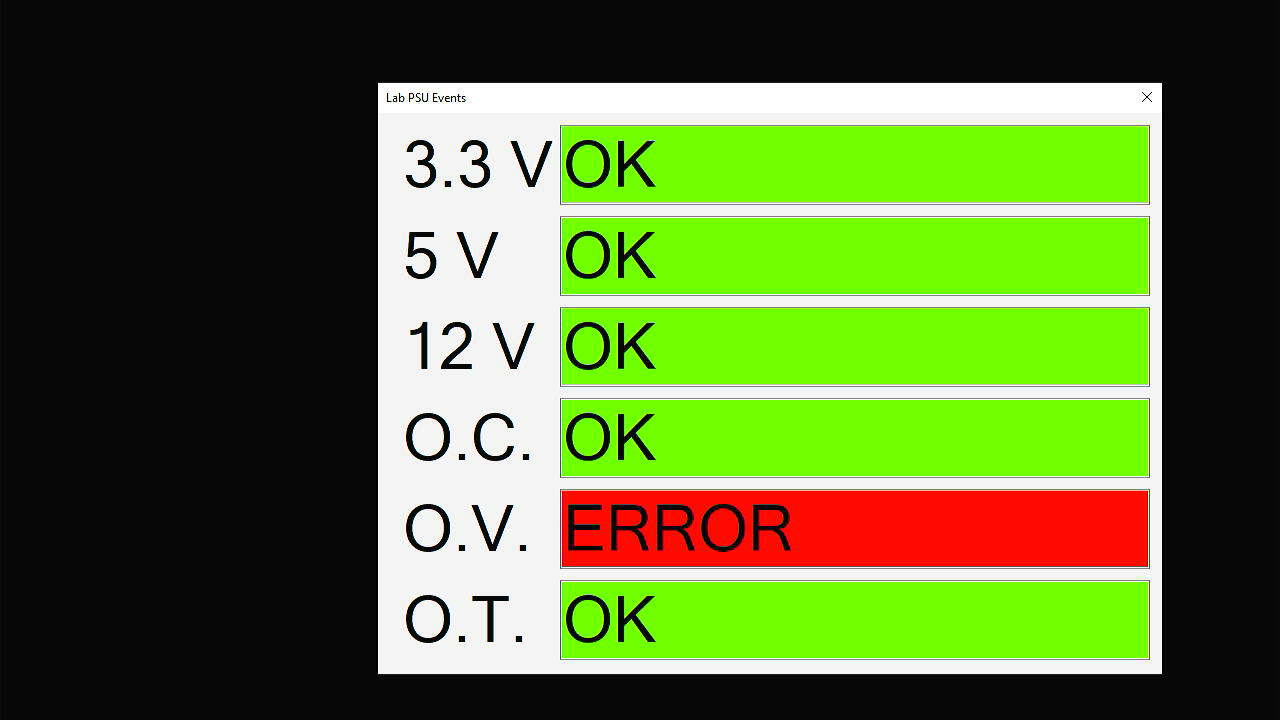 Lab PSU Events
3.3 V OK
5 V OK
12 V OK
O.C. OK
O.V. ERROR
O.T. OK